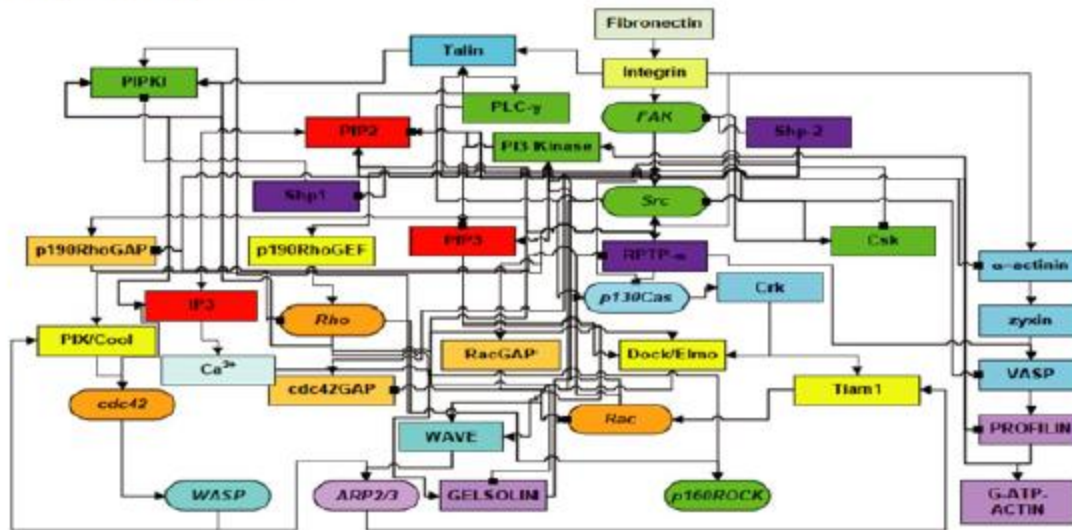 Fibronectin
Talin
Integrin
PIPKI
PLC-γ
FAK
Shp-2
PIP2
PI3 Kinase
Shp1
Src
p190RhoGAP
p190RhoGEF
PIP3
RPTP-α
Csk
α-actinin
IP3
p130Cas
Crk
Rho
zyxin
PIX/Cool
Ca²⁺
RacGAP
Dock/Elmo
cdc42GAP
VASP
cdc42
Tiam1
Rac
WAVE
PROFILIN
WASP
ARP2/3
GELSOLINI
p160ROCK
G-ATP-
ACTIN